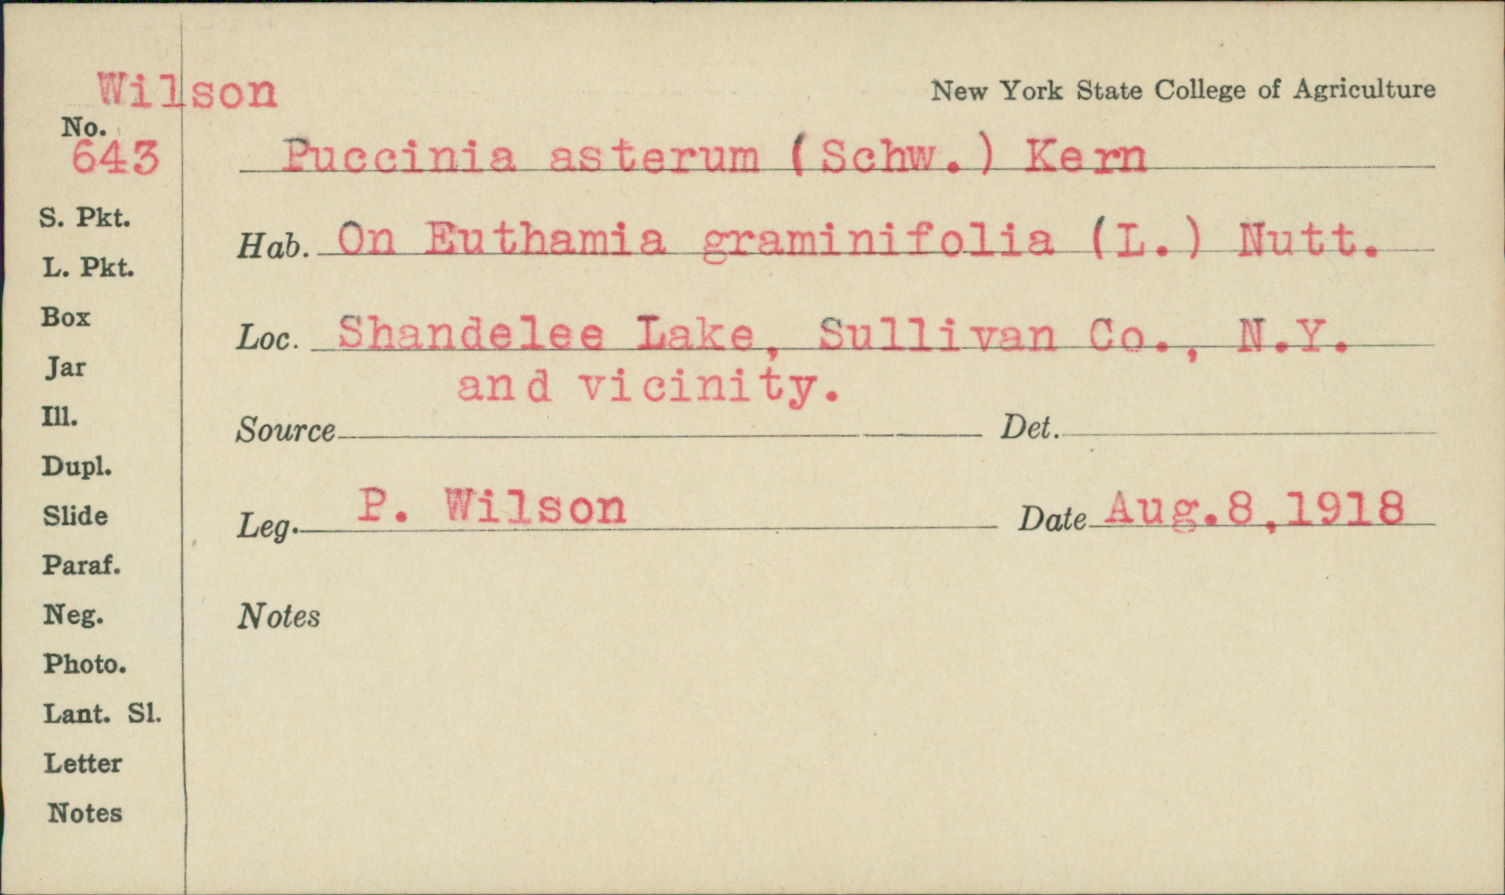 Wilson
New York State College of Agriculture
No.
643
Puccinia asterum (Schw.) Kern
S. Pkt.
Hab. On Euthamia graminifolia (L.) Nutt.
L. Pkt.
Box
Loc. Shandelee Lake, Sullivan Co., N.Y.
Jar
and vicinity.
Ill.
Source Det.
Dupl.
Slide
Leg. P. Wilson Date Aug.8,1918
Paraf.
Neg.
Notes
Photo.
Lant. Sl.
Letter
Notes